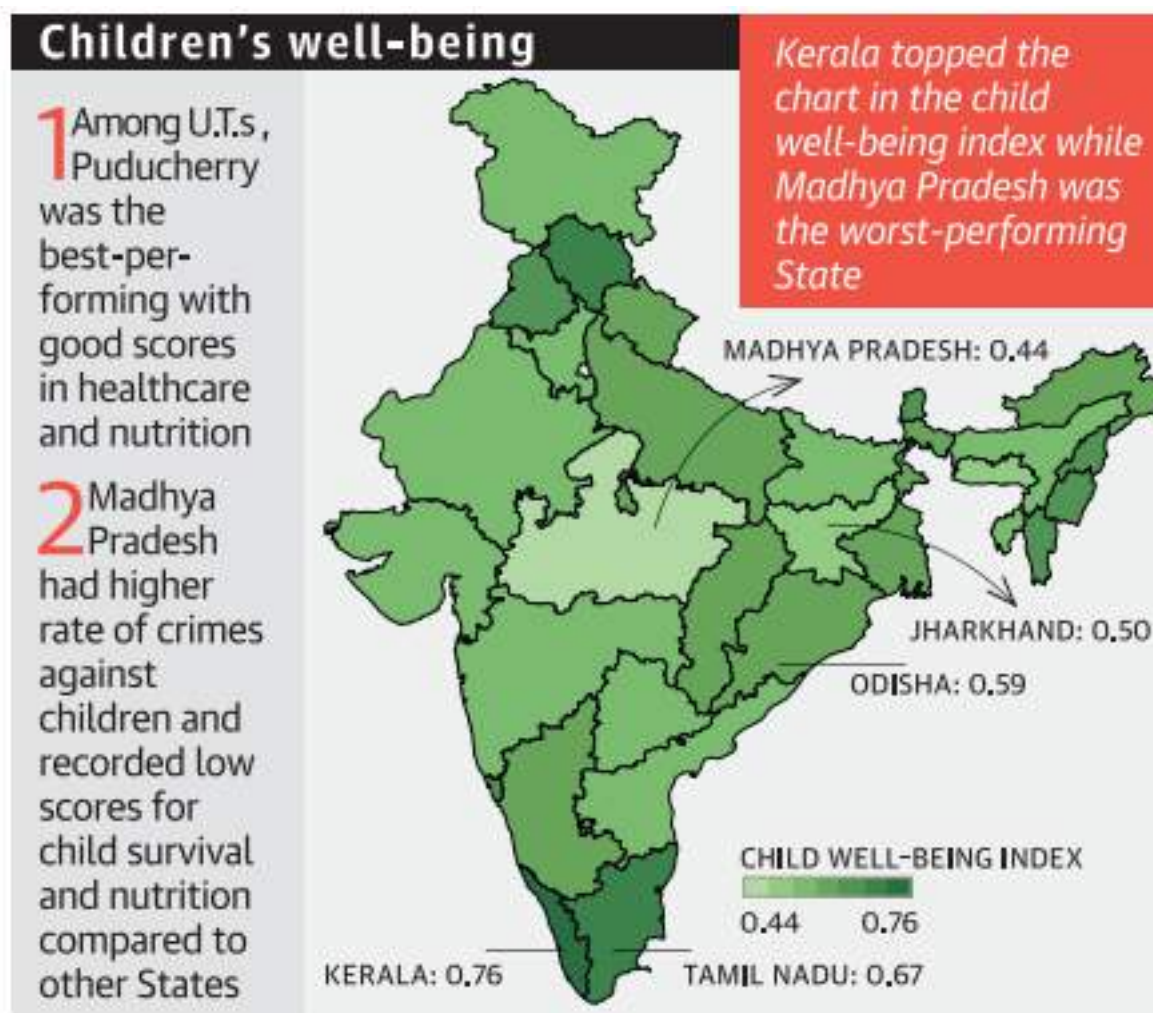 Children's well-being
Kerala topped the
chart in the child
well-being index while
Madhya Pradesh was
the worst-performing
State
1 Among U.T.s,
Puducherry
was the
best-per-
forming with
good scores
in healthcare
and nutrition
2 Madhya
Pradesh
had higher
rate of crimes
against
children and
recorded low
scores for
child survival
and nutrition
compared to
other States
MADHYA PRADESH: 0.44
JHARKHAND: 0.50
ODISHA: 0.59
CHILD WELL-BEING INDEX
0.44 0.76
KERALA: 0.76
TAMIL NADU: 0.67